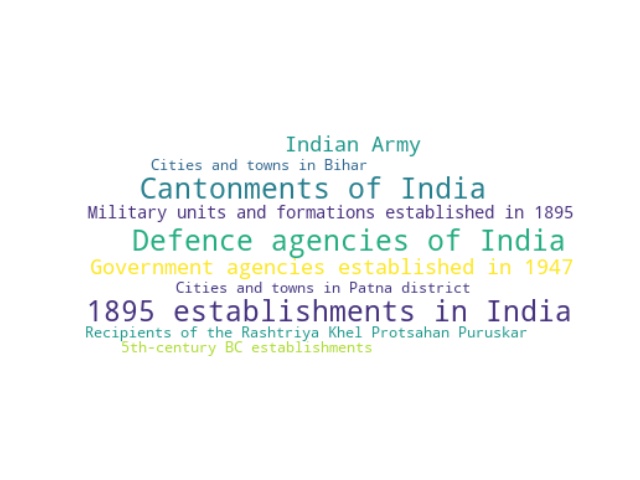 Indian Army
Cities and towns in Bihar
Cantonments of India
Military units and formations established in 1895
Defence agencies of India
Government agencies established in 1947
Cities and towns in Patna district
1895 establishments in India
Recipients of the Rashtriya Khel Protsahan Puruskar
5th-century BC establishments